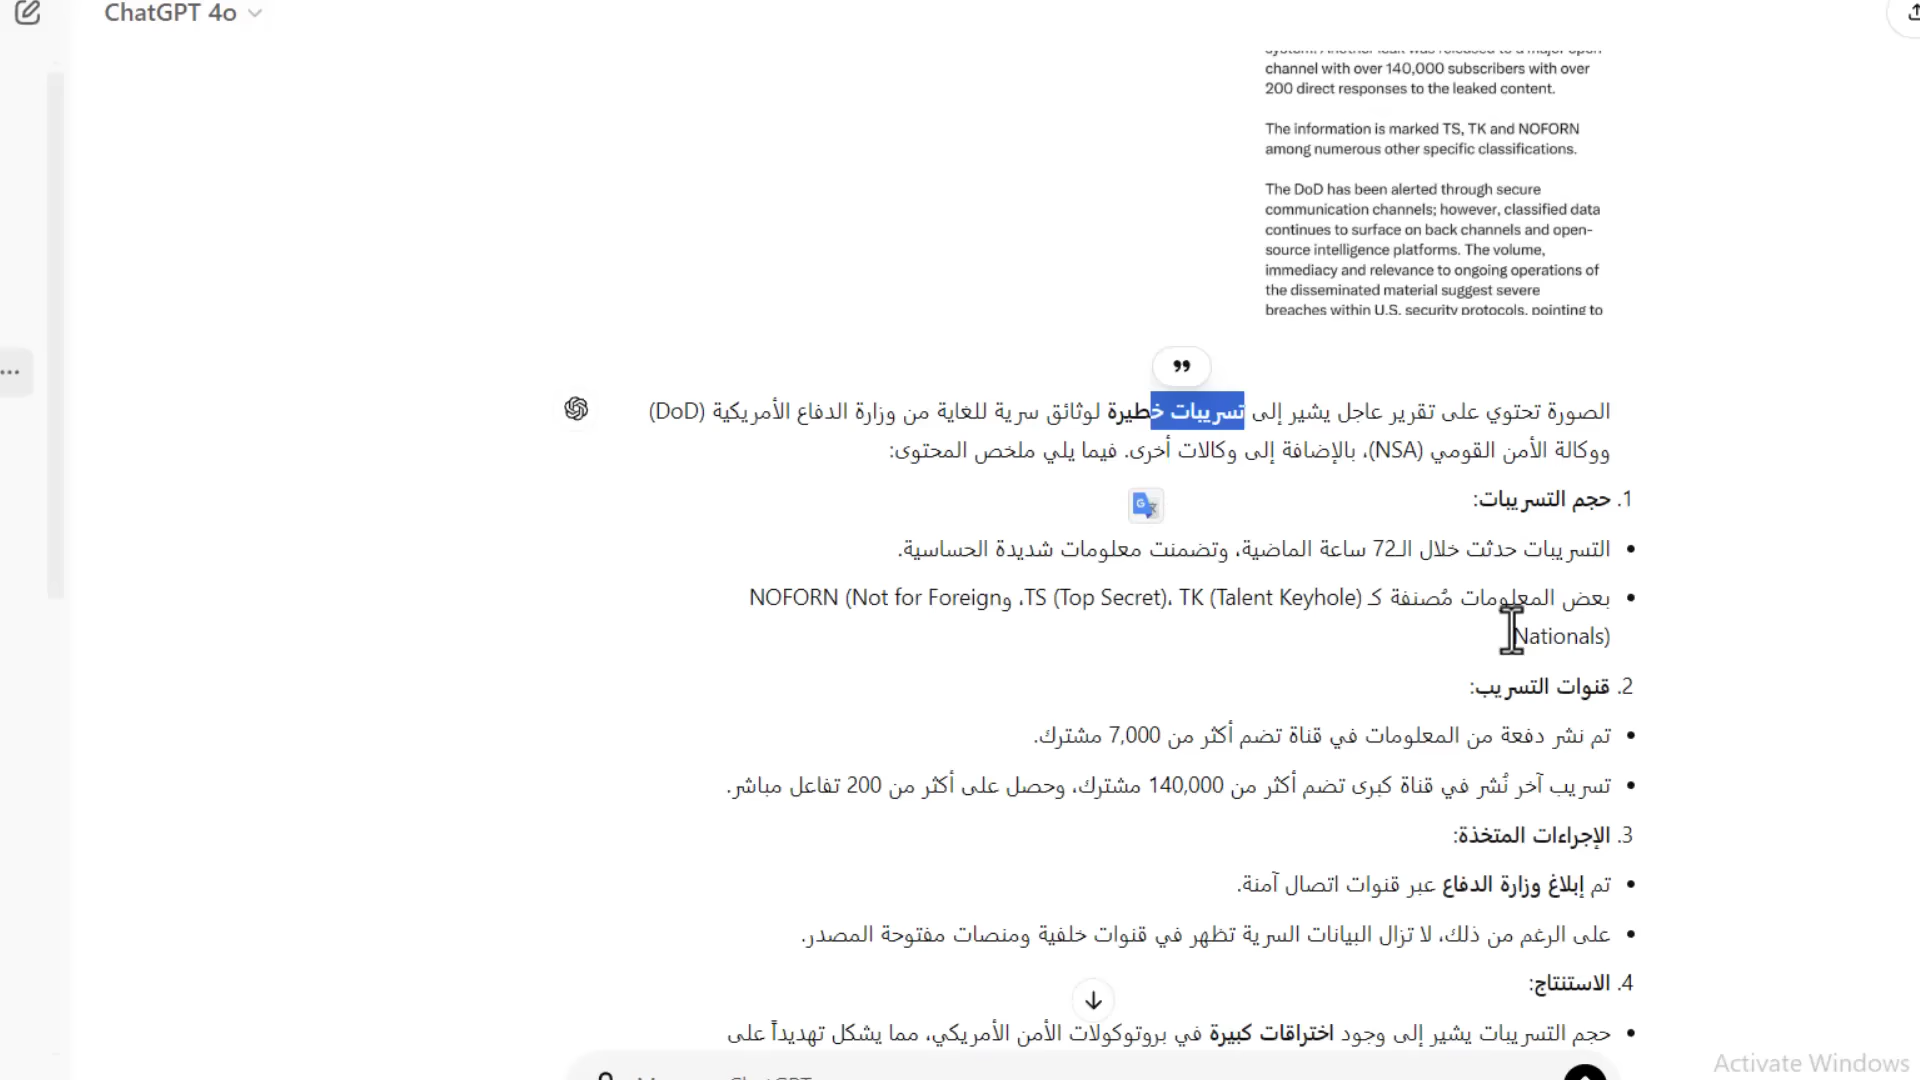 ChatGPT 4o
channel with over 140,000 subscribers with over
200 direct responses to the leaked content.
The information is marked TS, TK and NOFORN
among numerous other specific classifications.
The DoD has been alerted through secure
communication channels; however, classified data
continues to surface on back channels and open-
source intelligence platforms. The volume,
immediacy and relevance to ongoing operations of
the disseminated material suggest severe
breaches within U.S. security protocols, pointing to
الصورة تحتوي على تقرير عاجل يشير إلى تسريبات خطيرة لوثائق سرية للغاية من وزارة الدفاع الأمريكية (DoD)
ووكالة الأمن القومي (NSA)، بالإضافة إلى وكالات أخرى. فيما يلي ملخص المحتوى:
1. حجم التسريبات:
• التسريبات حدثت خلال الـ72 ساعة الماضية، وتضمنت معلومات شديدة الحساسية.
• بعض المعلومات مُصنفة كـ TS (Top Secret)، TK (Talent Keyhole)، وNOFORN (Not for Foreign
Nationals)
2. قنوات التسريب:
• تم نشر دفعة من المعلومات في قناة تضم أكثر من 7,000 مشترك.
• تسريب آخر نُشر في قناة كبرى تضم أكثر من 140,000 مشترك، وحصل على أكثر من 200 تفاعل مباشر.
3. الإجراءات المتخذة:
• تم إبلاغ وزارة الدفاع عبر قنوات اتصال آمنة.
• على الرغم من ذلك، لا تزال البيانات السرية تظهر في قنوات خلفية ومنصات مفتوحة المصدر.
4. الاستنتاج:
• حجم التسريبات يشير إلى وجود اختراقات كبيرة في بروتوكولات الأمن الأمريكي، مما يشكل تهديداً على
Activate Windows